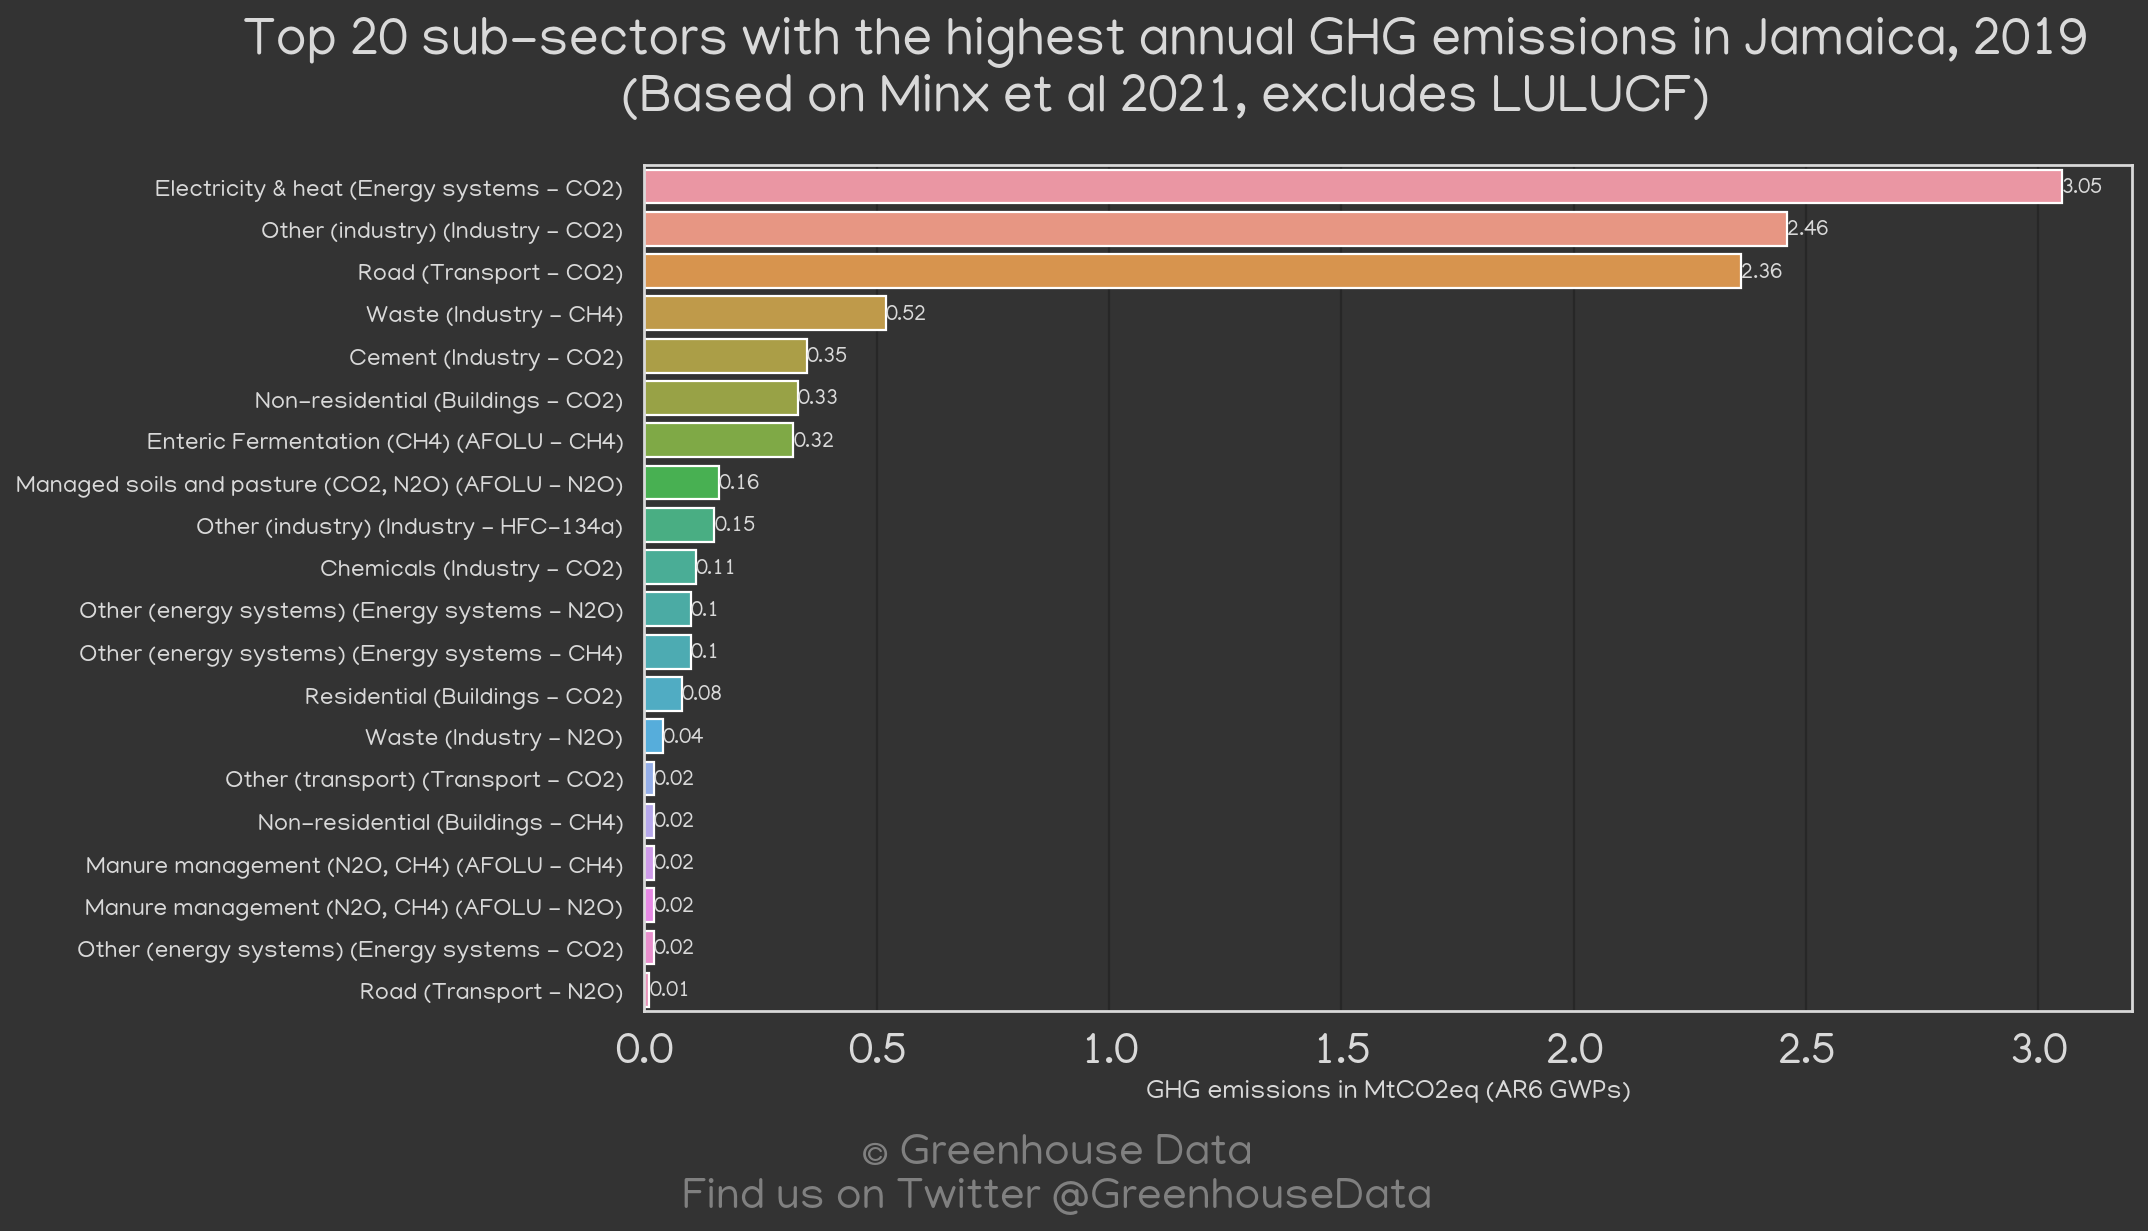 Top 20 sub-sectors with the highest annual GHG emissions in Jamaica, 2019
(Based on Minx et al 2021, excludes LULUCF)
Electricity & heat (Energy systems - CO2) 3.05
Other (industry) (Industry - CO2) 2.46
Road (Transport - CO2) 2.36
Waste (Industry - CH4) 0.52
Cement (Industry - CO2) 0.35
Non-residential (Buildings - CO2) 0.33
Enteric Fermentation (CH4) (AFOLU - CH4) 0.32
Managed soils and pasture (CO2, N2O) (AFOLU - N2O) 0.16
Other (industry) (Industry - HFC-134a) 0.15
Chemicals (Industry - CO2) 0.11
Other (energy systems) (Energy systems - N2O) 0.1
Other (energy systems) (Energy systems - CH4) 0.1
Residential (Buildings - CO2) 0.08
Waste (Industry - N2O) 0.04
Other (transport) (Transport - CO2) 0.02
Non-residential (Buildings - CH4) 0.02
Manure management (N2O, CH4) (AFOLU - CH4) 0.02
Manure management (N2O, CH4) (AFOLU - N2O) 0.02
Other (energy systems) (Energy systems - CO2) 0.02
Road (Transport - N2O) 0.01
0.0 0.5 1.0 1.5 2.0 2.5 3.0
GHG emissions in MtCO2eq (AR6 GWPs)
© Greenhouse Data
Find us on Twitter @GreenhouseData